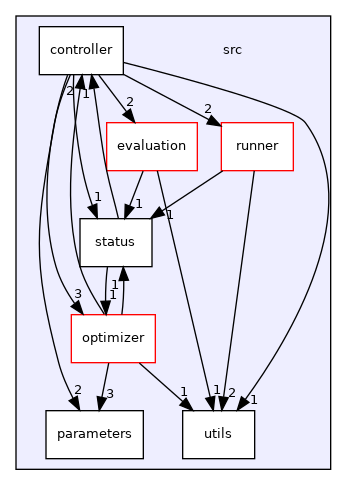 controller
src
2
1
2
2
evaluation
runner
1
1
1
status
1
3
1
optimizer
2
3
1
1
2
1
parameters
utils